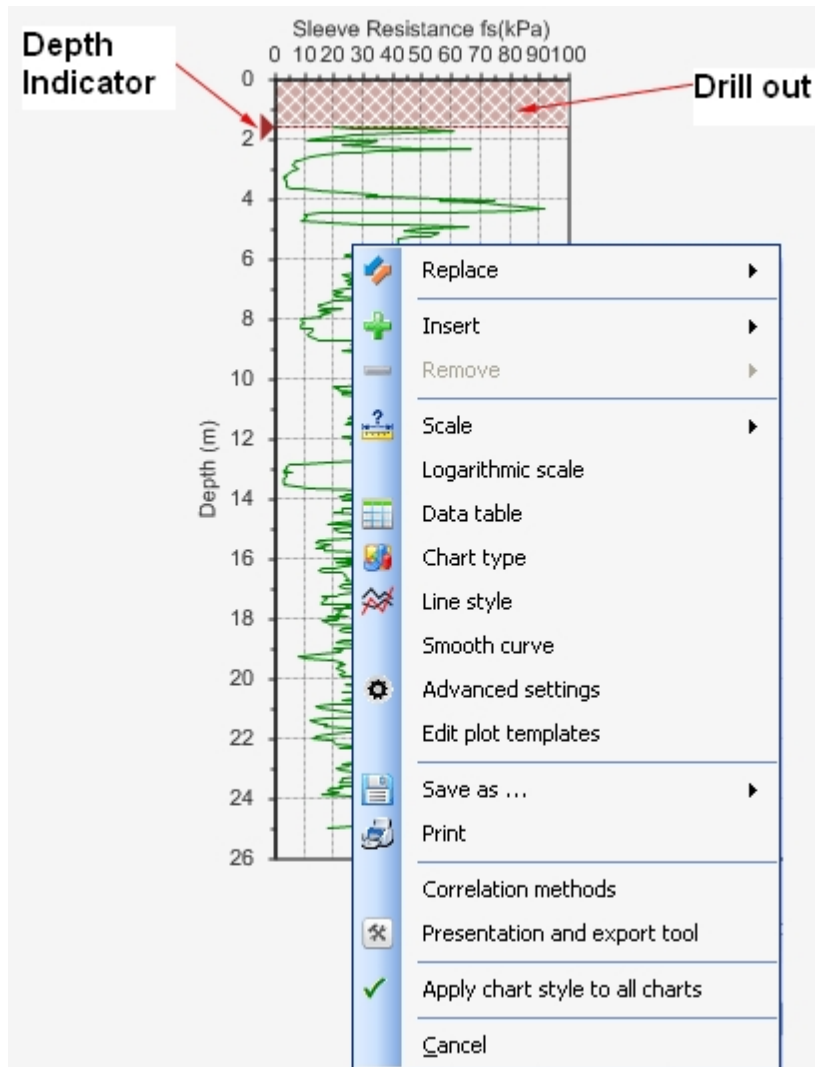 Depth
Indicator
Sleeve Resistance fs(kPa)
0 10 20 30 40 50 60 70 80 90 100
Drill out
0
2
4
6
8
10
12
14
16
18
20
22
24
26
Depth (m)
Replace
Insert
Remove
?
Scale
Logarithmic scale
Data table
Chart type
Line style
Smooth curve
Advanced settings
Edit plot templates
Save as ...
Print
Correlation methods
Presentation and export tool
Apply chart style to all charts
Cancel